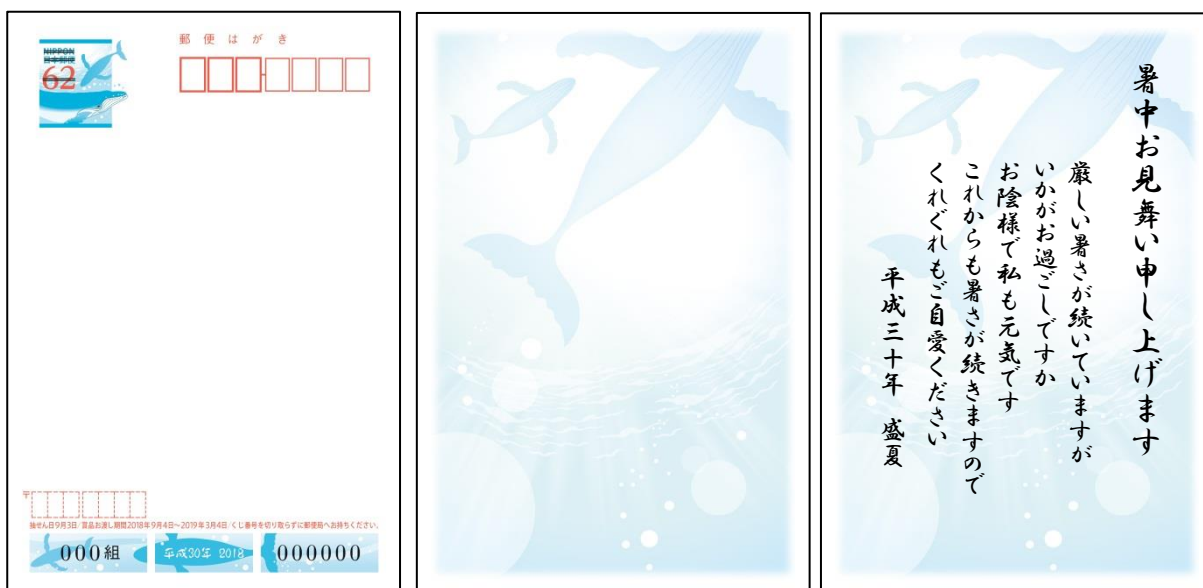 NIPPON
日本郵便
62
郵便はがき
〒
抽せん日9月3日/賞品お渡し期間2018年9月4日〜2019年3月4日/くじ番号を切り取らずに郵便局へお持ちください。
000組
平成30年 2018
000000
暑中お見舞い申し上げます
厳しい暑さが続いていますが
いかがお過ごしですか
お陰様で私も元気です
これからも暑さが続きますので
くれぐれもご自愛ください
平成三十年 盛夏